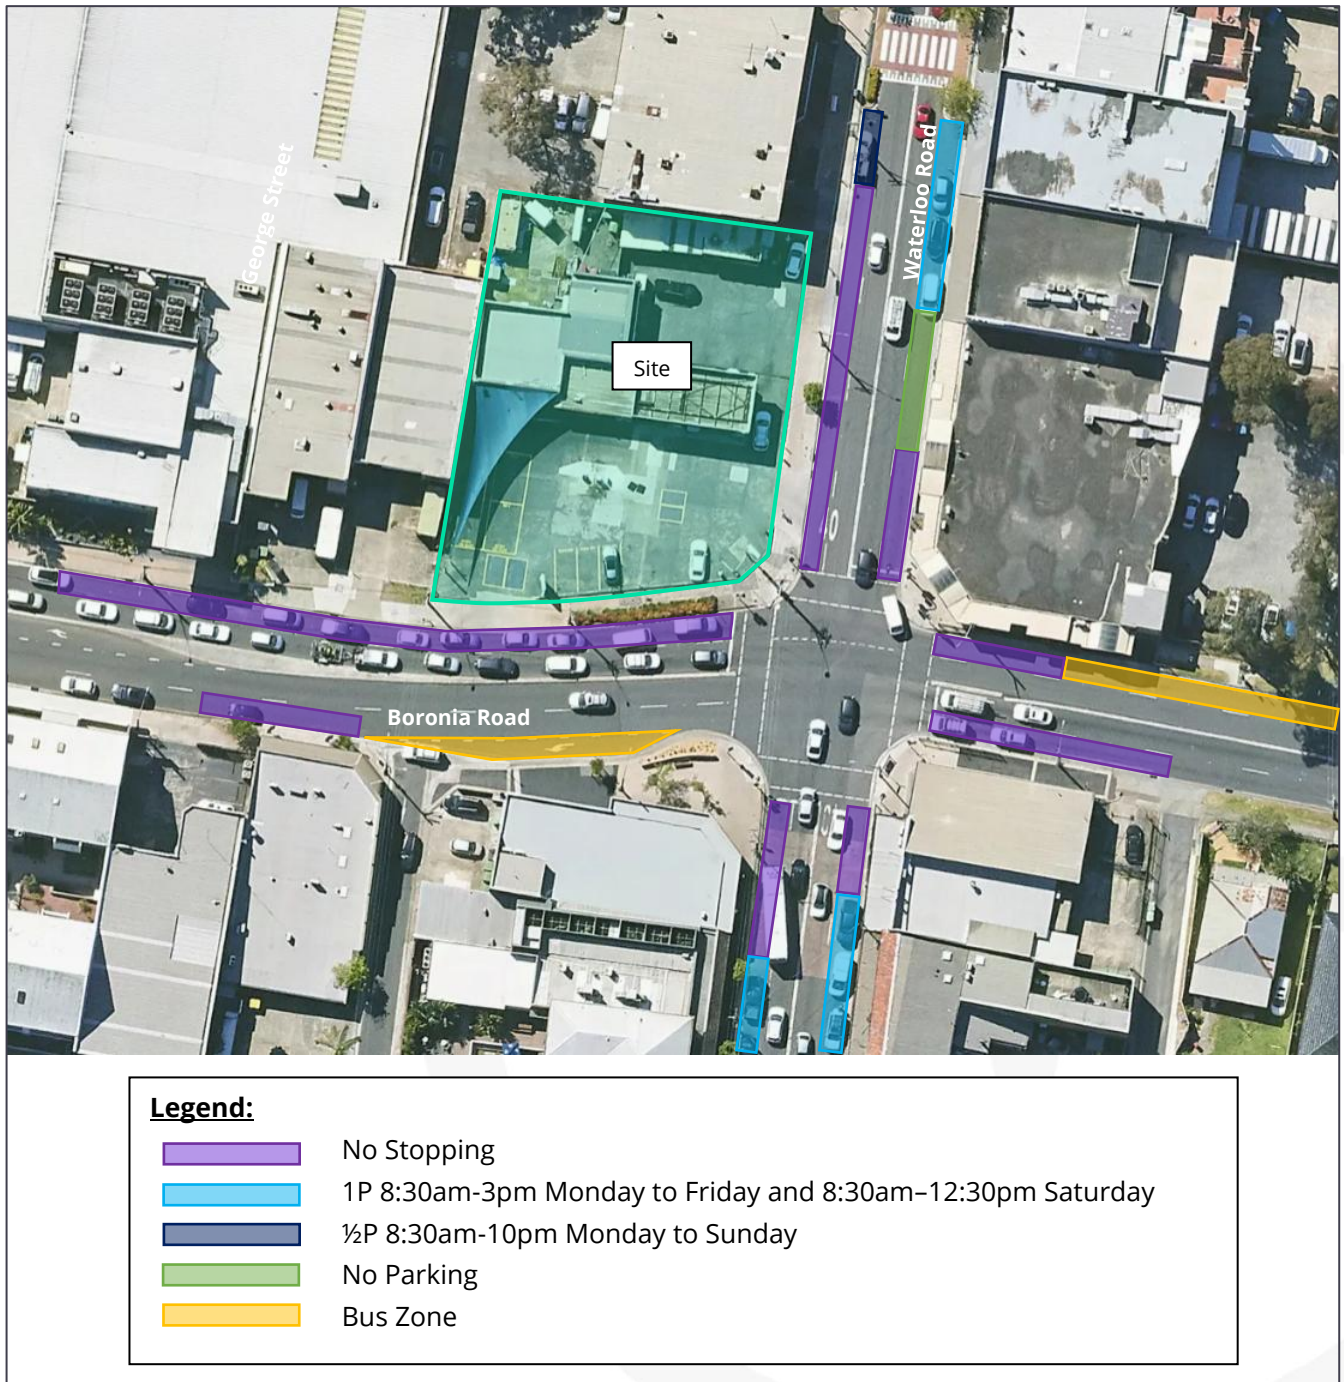 George Street
Waterloo Road
Site
Boronia Road
Legend:
No Stopping
1P 8:30am-3pm Monday to Friday and 8:30am–12:30pm Saturday
½P 8:30am-10pm Monday to Sunday
No Parking
Bus Zone